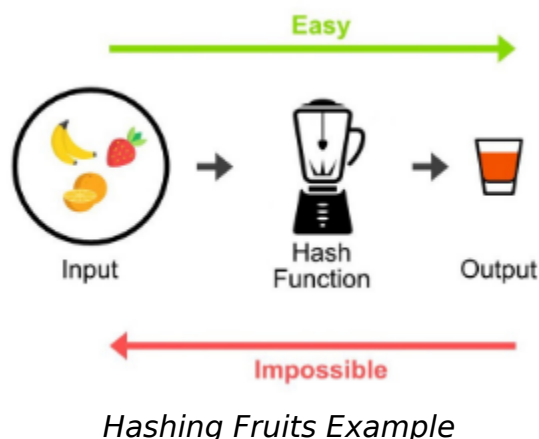 Easy
Input
Hash
Function
Output
Impossible
Hashing Fruits Example